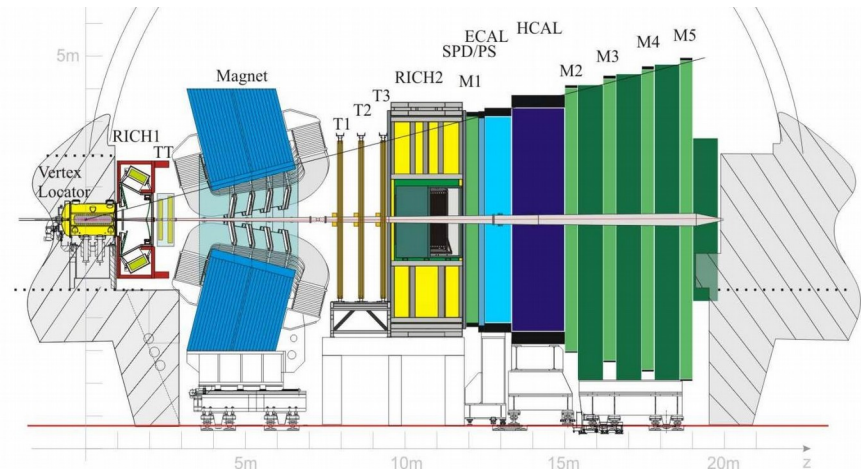 M5
M4
HCAL
M3
ECAL
5m
SPD/PS
M2
Magnet
RICH2
M1
T3
T2
T1
RICH1
TT
Vertex
Locator
5m
10m
15m
20m
z